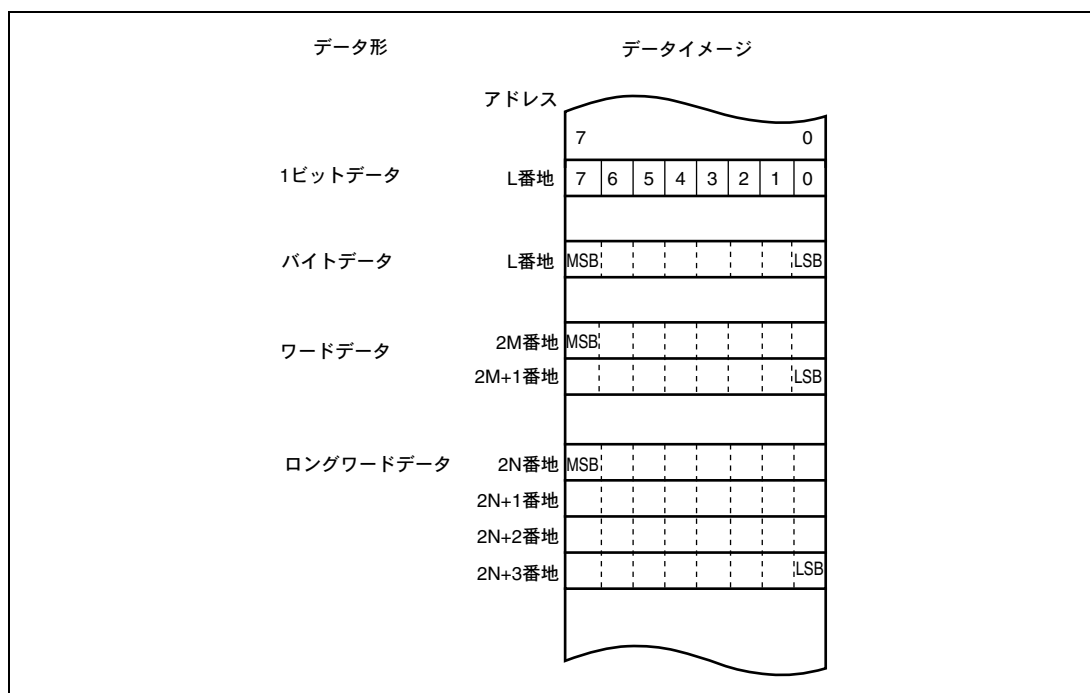 データ形 データイメージ
アドレス
7 0
1ビットデータ L番地 7 6 5 4 3 2 1 0
バイトデータ L番地 MSB LSB
ワードデータ 2M番地 MSB
2M+1番地 LSB
ロングワードデータ 2N番地 MSB
2N+1番地
2N+2番地
2N+3番地 LSB